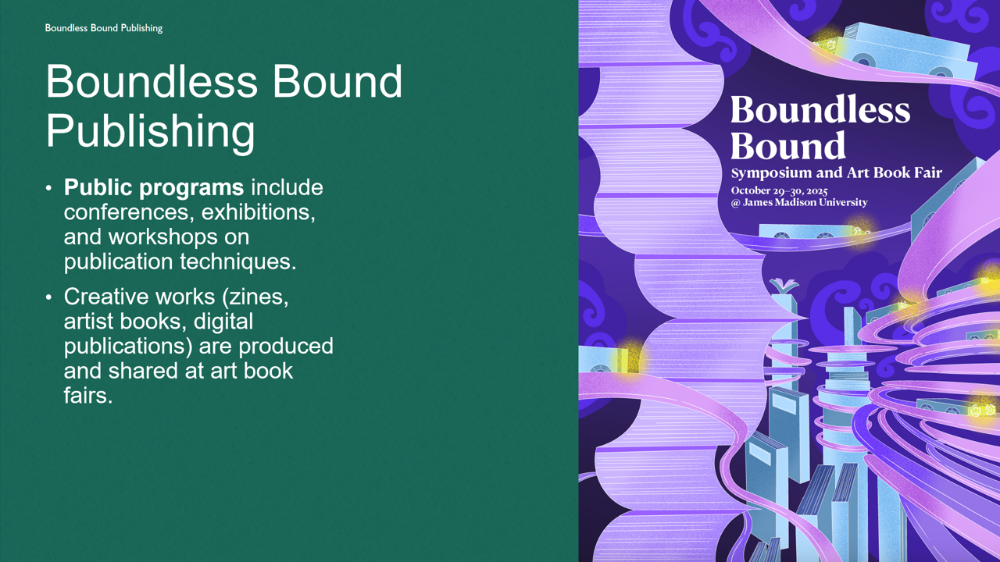 Boundless Bound Publishing
Boundless Bound
Publishing
• Public programs include
conferences, exhibitions,
and workshops on
publication techniques.
• Creative works (zines,
artist books, digital
publications) are produced
and shared at art book
fairs.
Boundless
Bound
Symposium and Art Book Fair
October 29–30, 2025
@ James Madison University